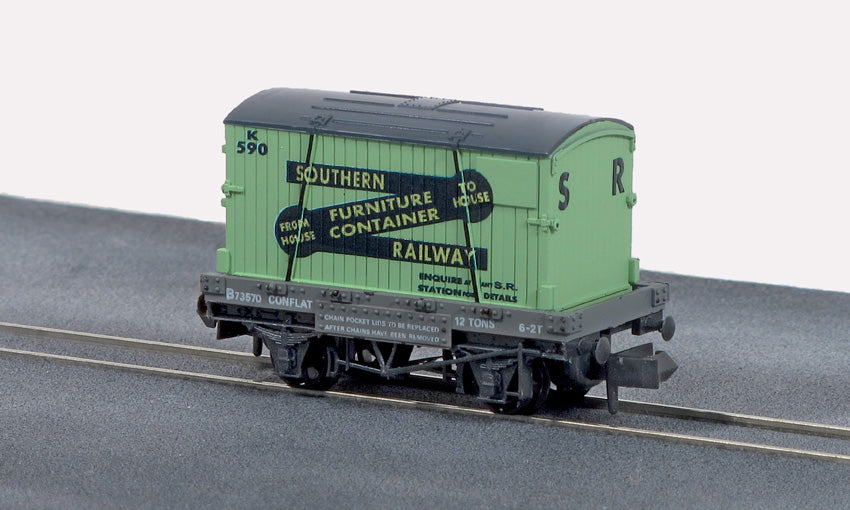 K
590
SOUTHERN
TO
HOUSE
FURNITURE
CONTAINER
FROM
HOUSE
RAILWAY
ENQUIRE AT ANY S.R.
STATION FOR DETAILS
S R
B73570 CONFLAT
CHAIN POCKET LIDS TO BE REPLACED
AFTER CHAINS HAVE BEEN REMOVED
12 TONS
6-2T